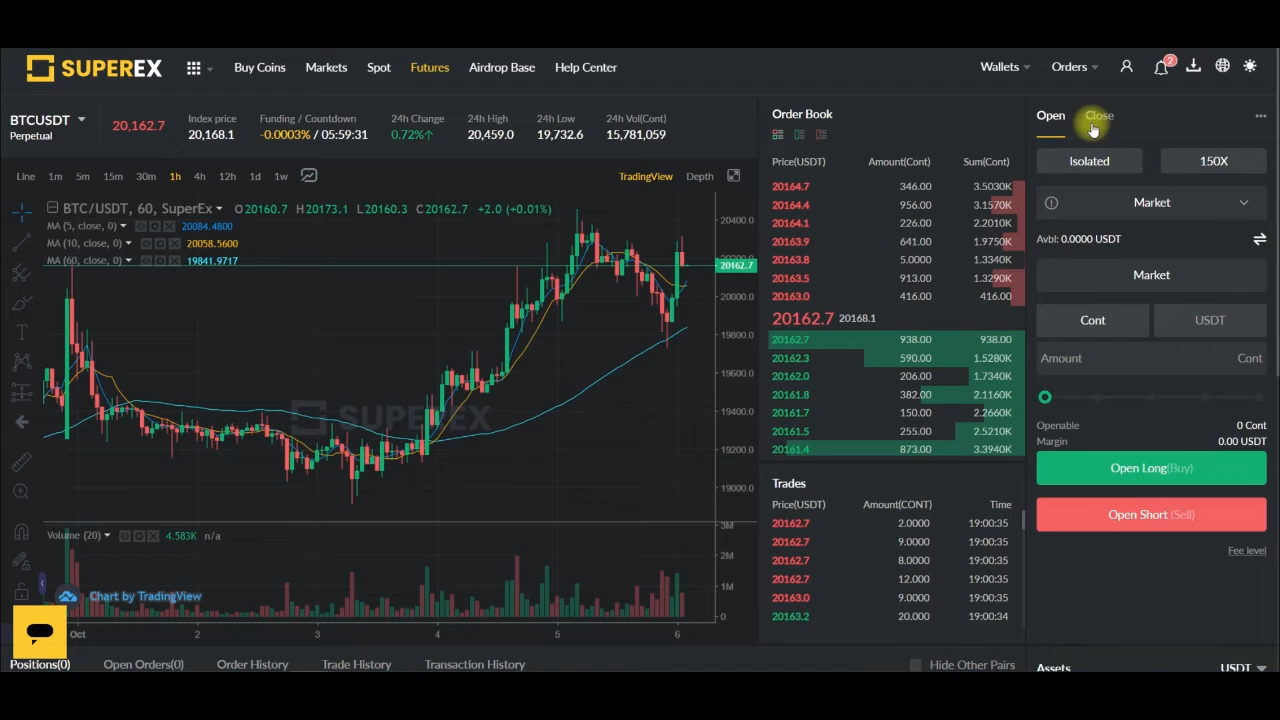 SUPEREX
Buy Coins Markets Spot Futures Airdrop Base Help Center
Wallets Orders 2
BTCUSDT
Perpetual
20,162.7
Index price
20,168.1
Funding / Countdown
-0.0003% / 05:59:31
24h Change
0.72%↑
24h High
20,459.0
24h Low
19,732.6
24h Vol(Cont)
15,781,059
Line 1m 5m 15m 30m 1h 4h 12h 1d 1w
TradingView Depth
BTC/USDT, 60, SuperEx O20160.7 H20173.1 L20160.3 C20162.7 +2.0 (+0.01%)
MA (5, close, 0) 20084.4800
MA (10, close, 0) 20058.5600
MA (60, close, 0) 19841.9717
20400.0
20162.7
20000.0
19800.0
19600.0
19400.0
19200.0
19000.0
SUPEREX
Volume (20) 4.583K n/a
3M
2M
1M
0
Chart by TradingView
Oct 2 3 4 5 6
Order Book
Price(USDT) Amount(Cont) Sum(Cont)
20164.7 346.00 3.5030K
20164.4 956.00 3.1570K
20164.1 226.00 2.2010K
20163.9 641.00 1.9750K
20163.8 5.0000 1.3340K
20163.5 913.00 1.3290K
20163.0 416.00 416.00
20162.7 20168.1
20162.7 938.00 938.00
20162.3 590.00 1.5280K
20162.0 206.00 1.7340K
20161.8 382.00 2.1160K
20161.7 150.00 2.2660K
20161.5 255.00 2.5210K
20161.4 873.00 3.3940K
Trades
Price(USDT) Amount(CONT) Time
20162.7 2.0000 19:00:35
20162.7 9.0000 19:00:35
20162.7 8.0000 19:00:35
20162.7 12.000 19:00:35
20163.0 9.0000 19:00:35
20163.2 20.000 19:00:34
Open Close
Isolated 150X
Market
Avbl: 0.0000 USDT
Market
Cont USDT
Amount Cont
Openable 0 Cont
Margin 0.00 USDT
Open Long(Buy)
Open Short (Sell)
Fee level
Positions(0) Open Orders(0) Order History Trade History Transaction History
Hide Other Pairs
Assets USDT